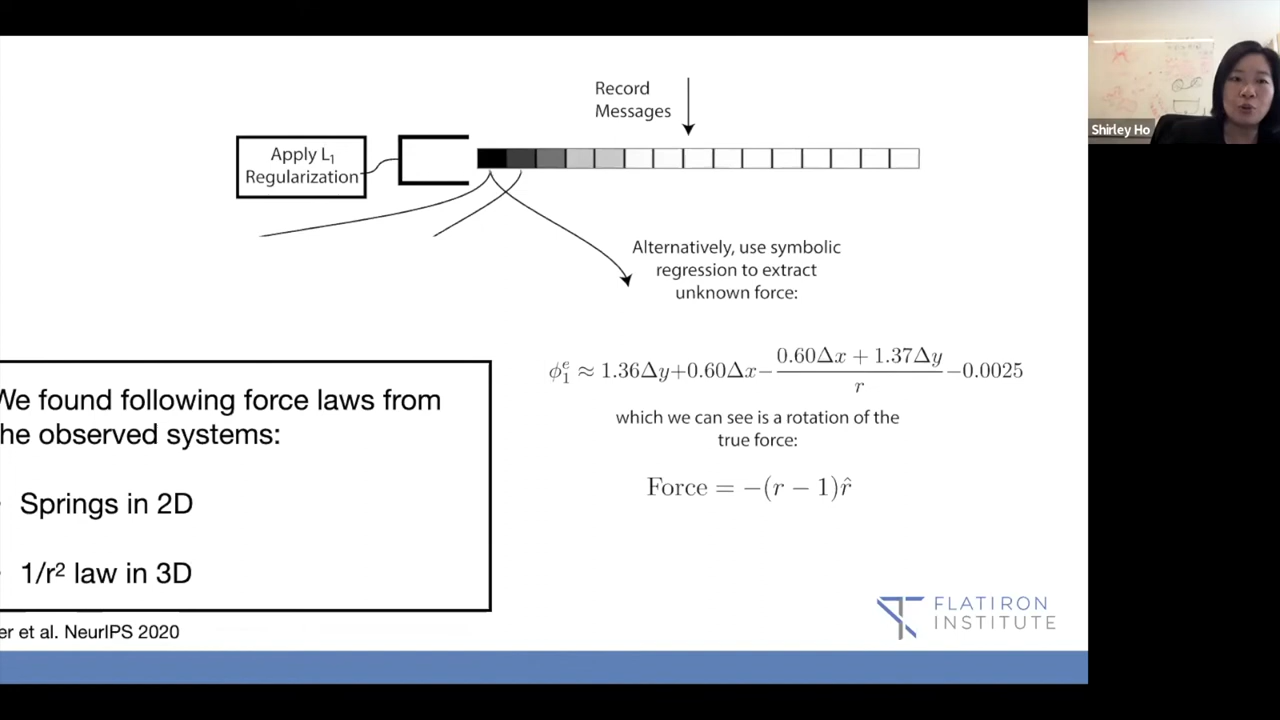 Record
Messages
Shirley Ho
Apply L₁
Regularization
Alternatively, use symbolic
regression to extract
unknown force:
ϕ₁ᵉ ≈ 1.36Δy+0.60Δx−(0.60Δx + 1.37Δy)/r−0.0025
which we can see is a rotation of the
true force:
Force = −(r − 1)r̂
We found following force laws from
he observed systems:
Springs in 2D
1/r² law in 3D
er et al. NeurIPS 2020
FLATIRON
INSTITUTE